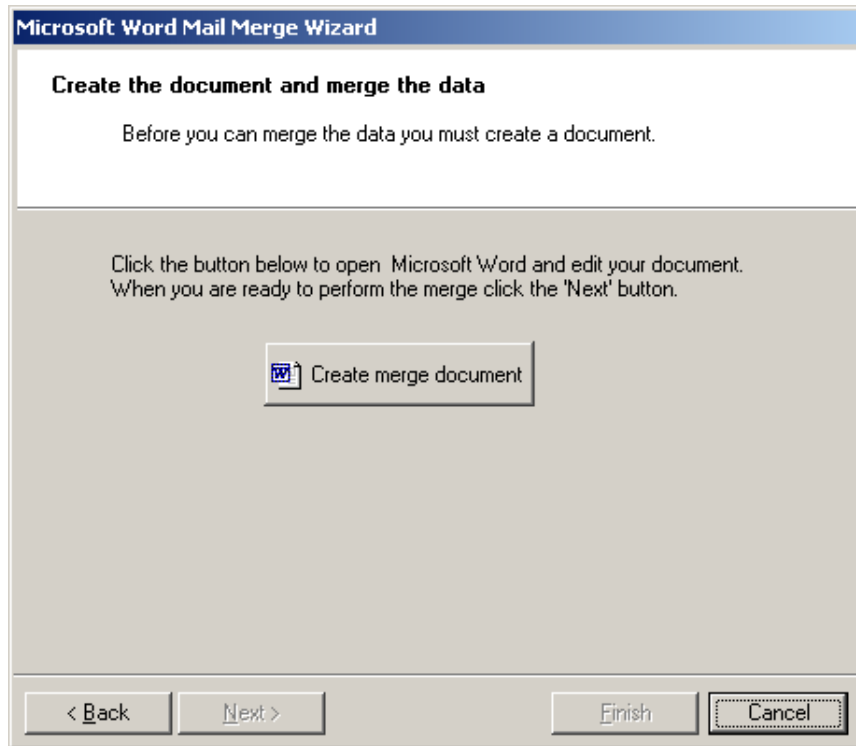 Microsoft Word Mail Merge Wizard
Create the document and merge the data
Before you can merge the data you must create a document.
Click the button below to open  Microsoft Word and edit your document.
When you are ready to perform the merge click the 'Next' button.
Create merge document
< Back
Next >
Finish
Cancel